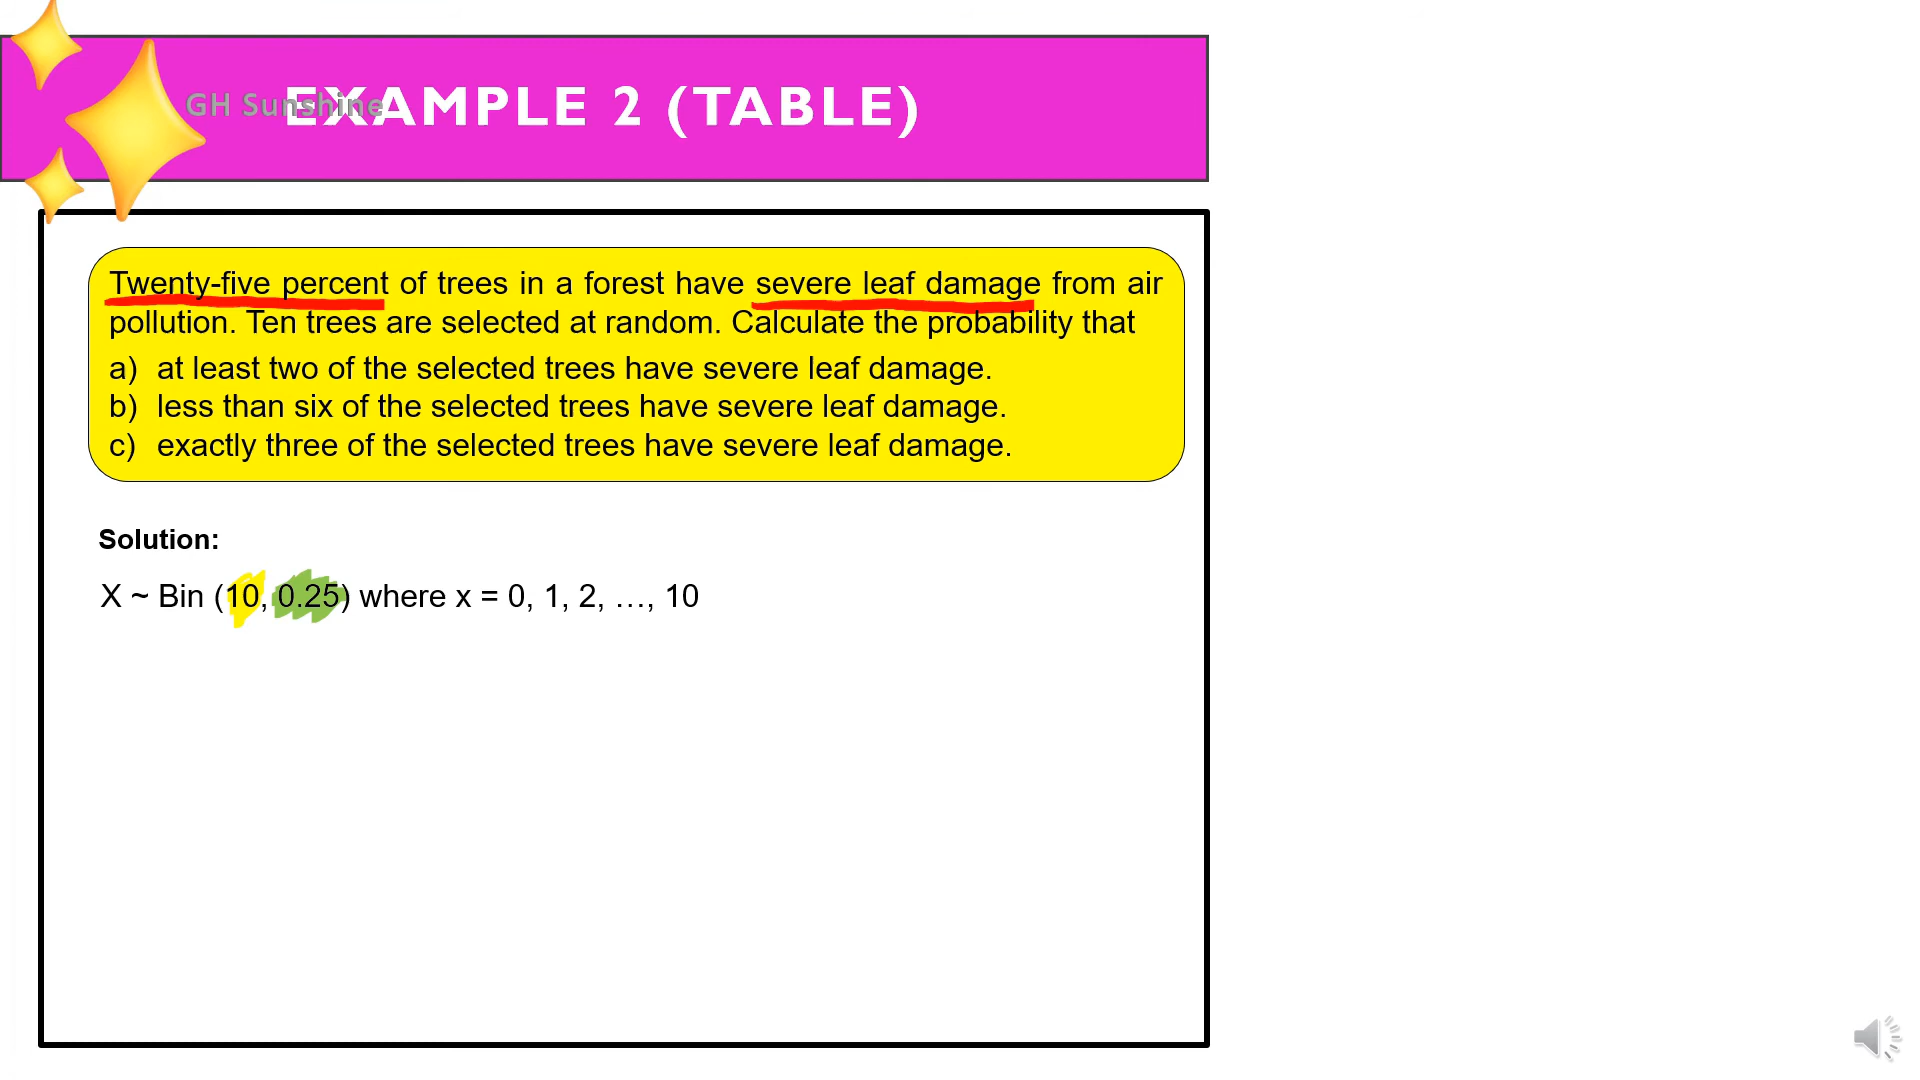 GH Sunshine
EXAMPLE 2 (TABLE)
Twenty-five percent of trees in a forest have severe leaf damage from air
pollution. Ten trees are selected at random. Calculate the probability that
a) at least two of the selected trees have severe leaf damage.
b) less than six of the selected trees have severe leaf damage.
c) exactly three of the selected trees have severe leaf damage.
Solution:
X ~ Bin (10, 0.25) where x = 0, 1, 2, …, 10